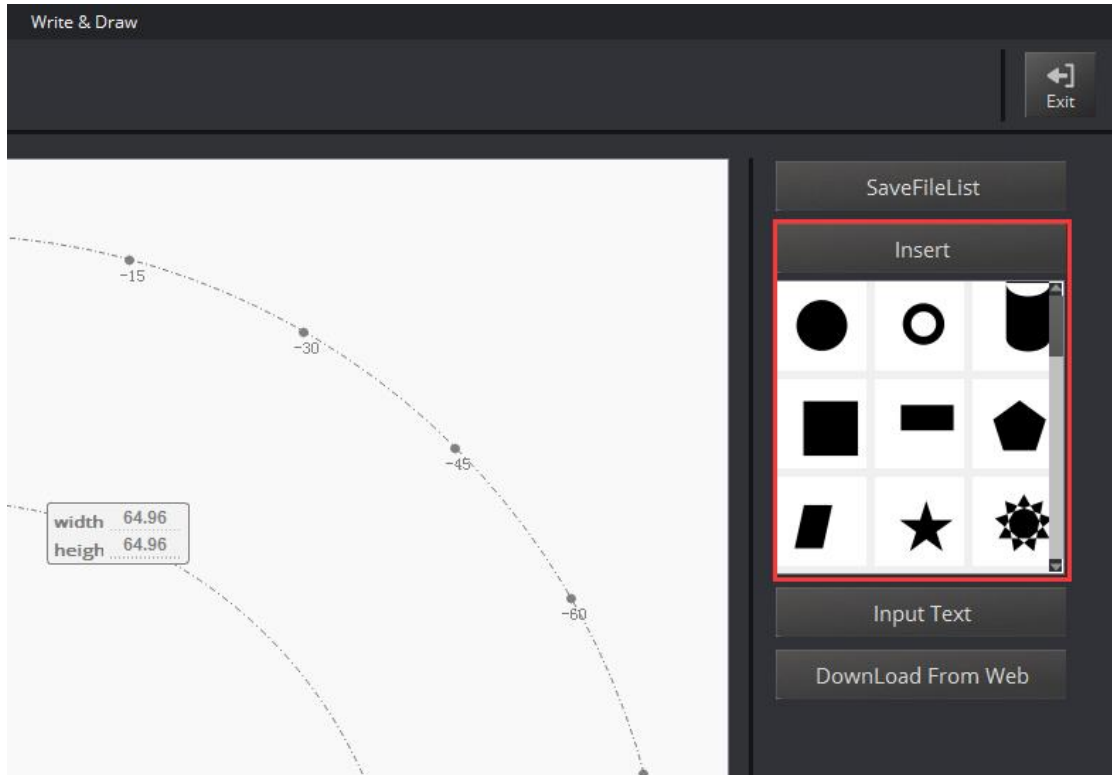 Write & Draw
Exit
SaveFileList
Insert
-15
-30
-45
width 64.96
heigh 64.96
-60
Input Text
DownLoad From Web